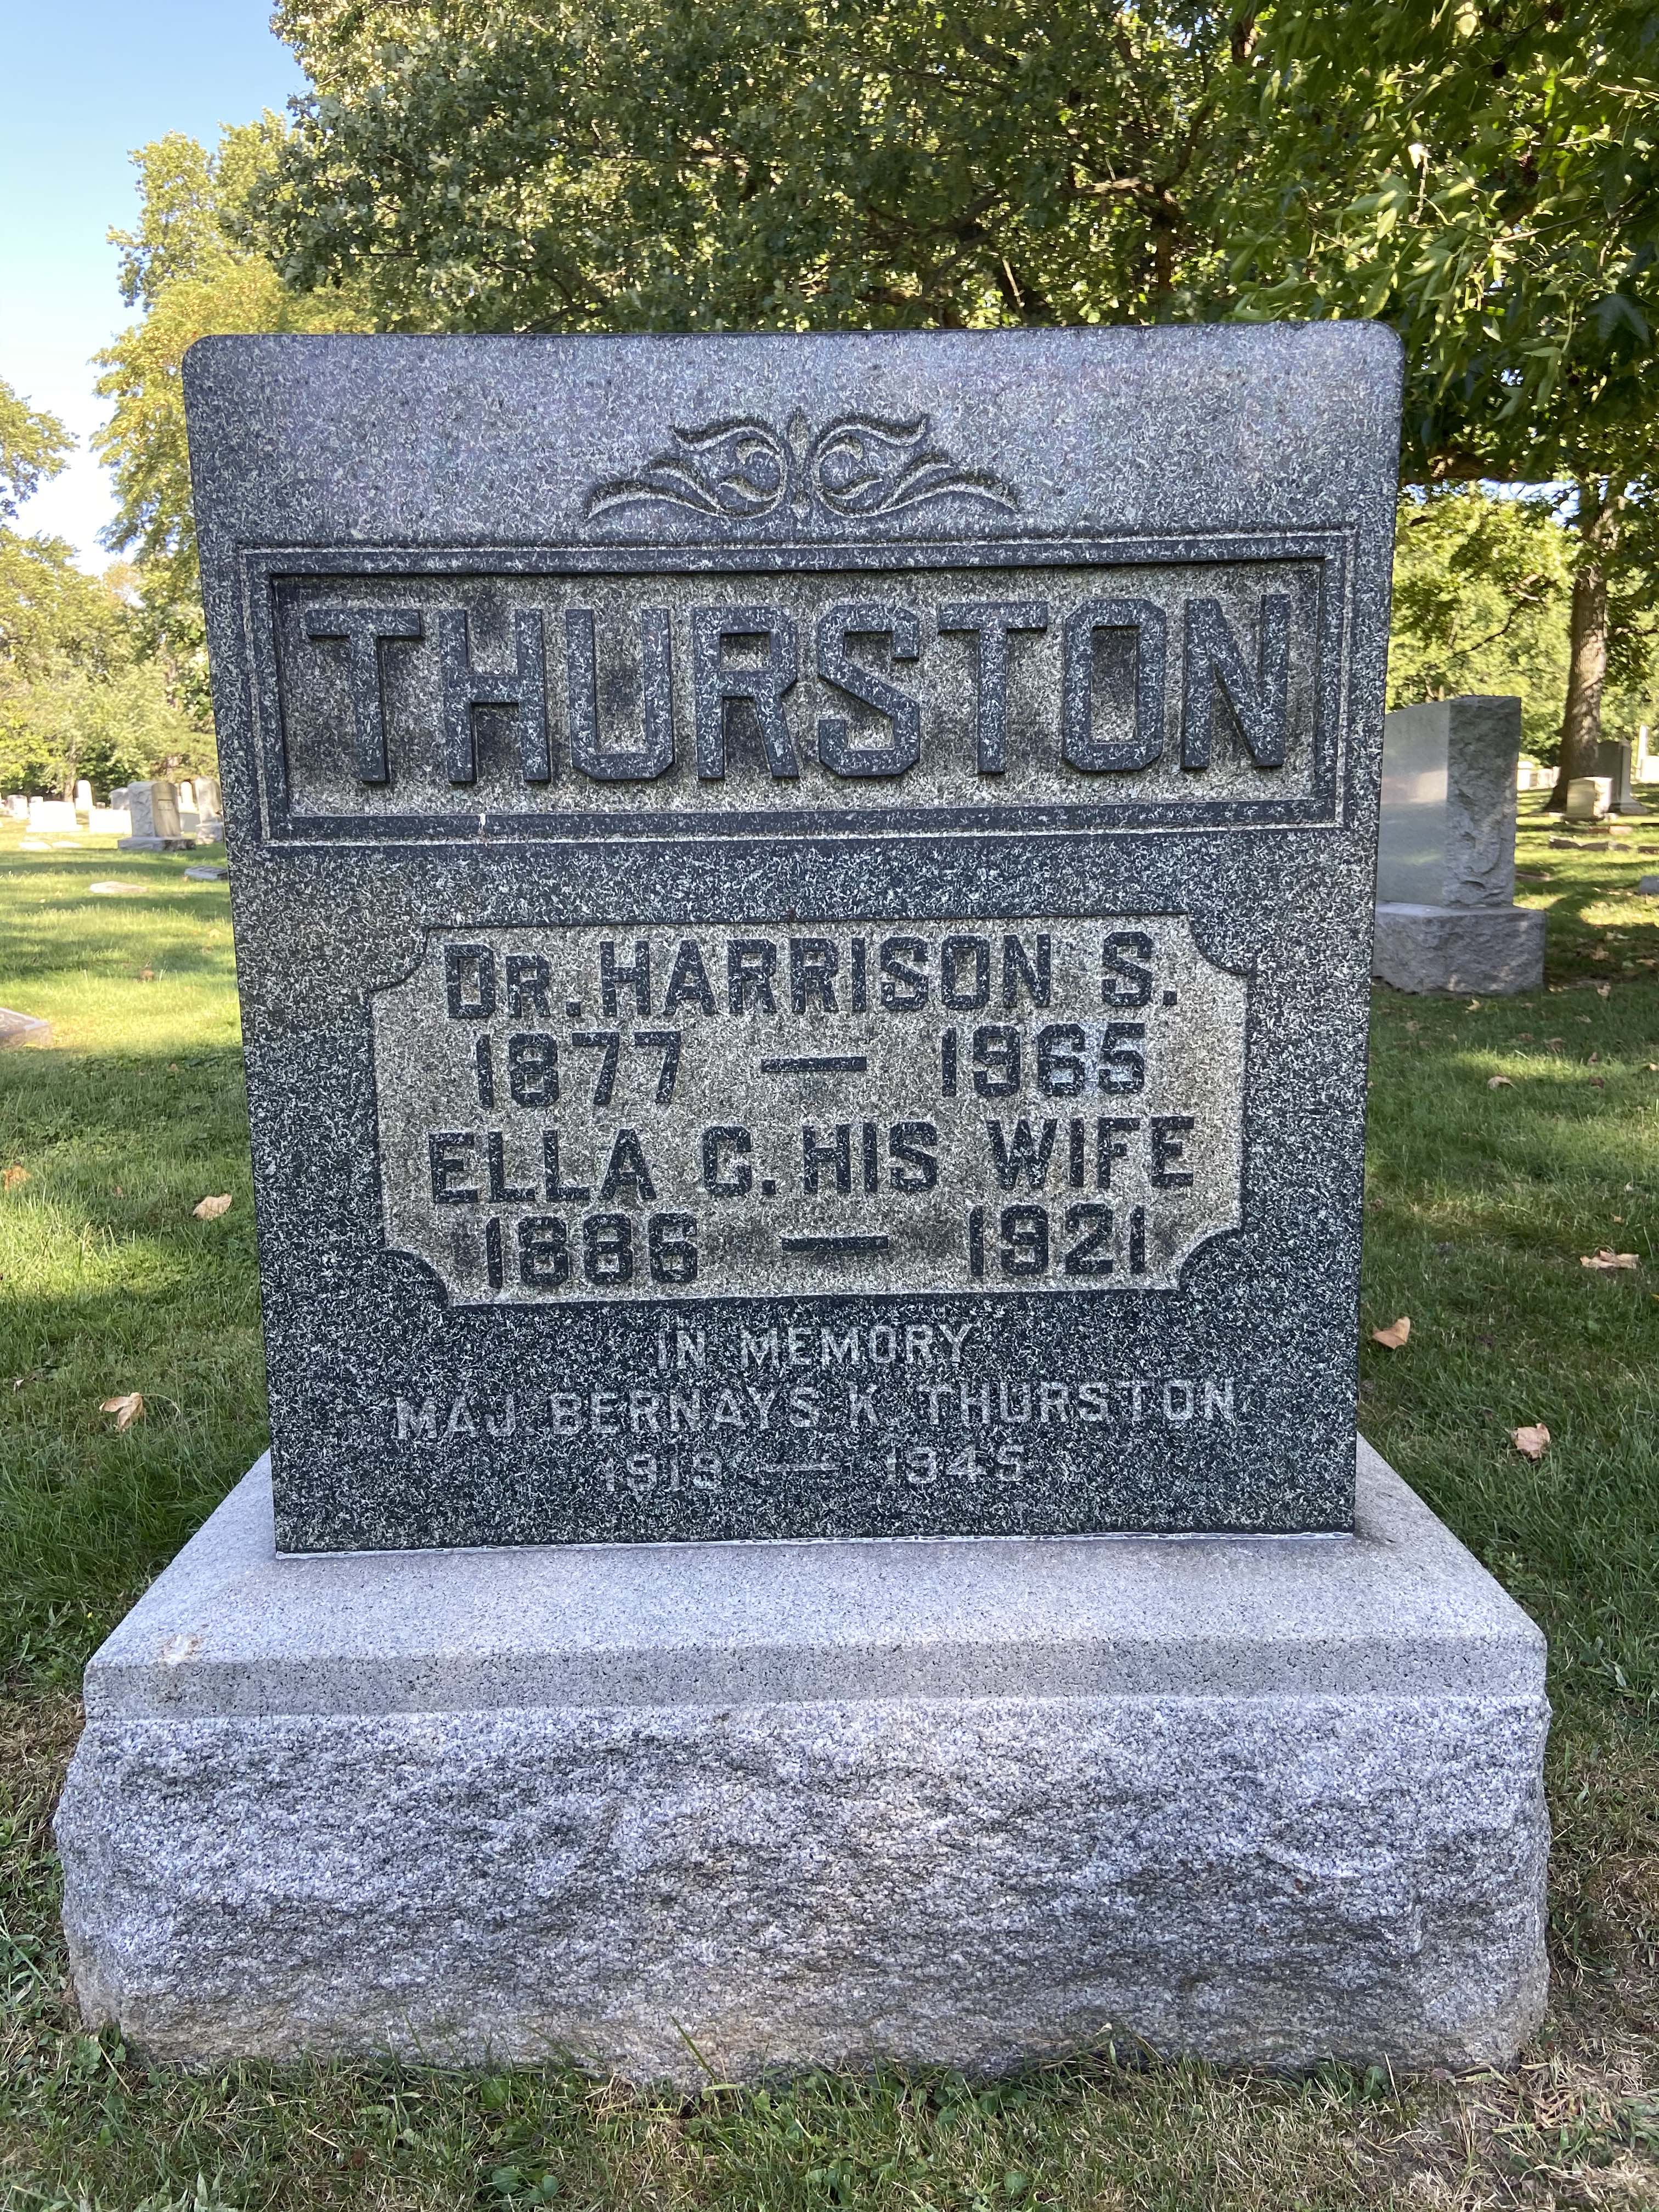 THURSTON
DR. HARRISON S.
1877 — 1965
ELLA C. HIS WIFE
1886 — 1921
IN MEMORY
MAJ. BERNAYS K. THURSTON
1919 — 1945